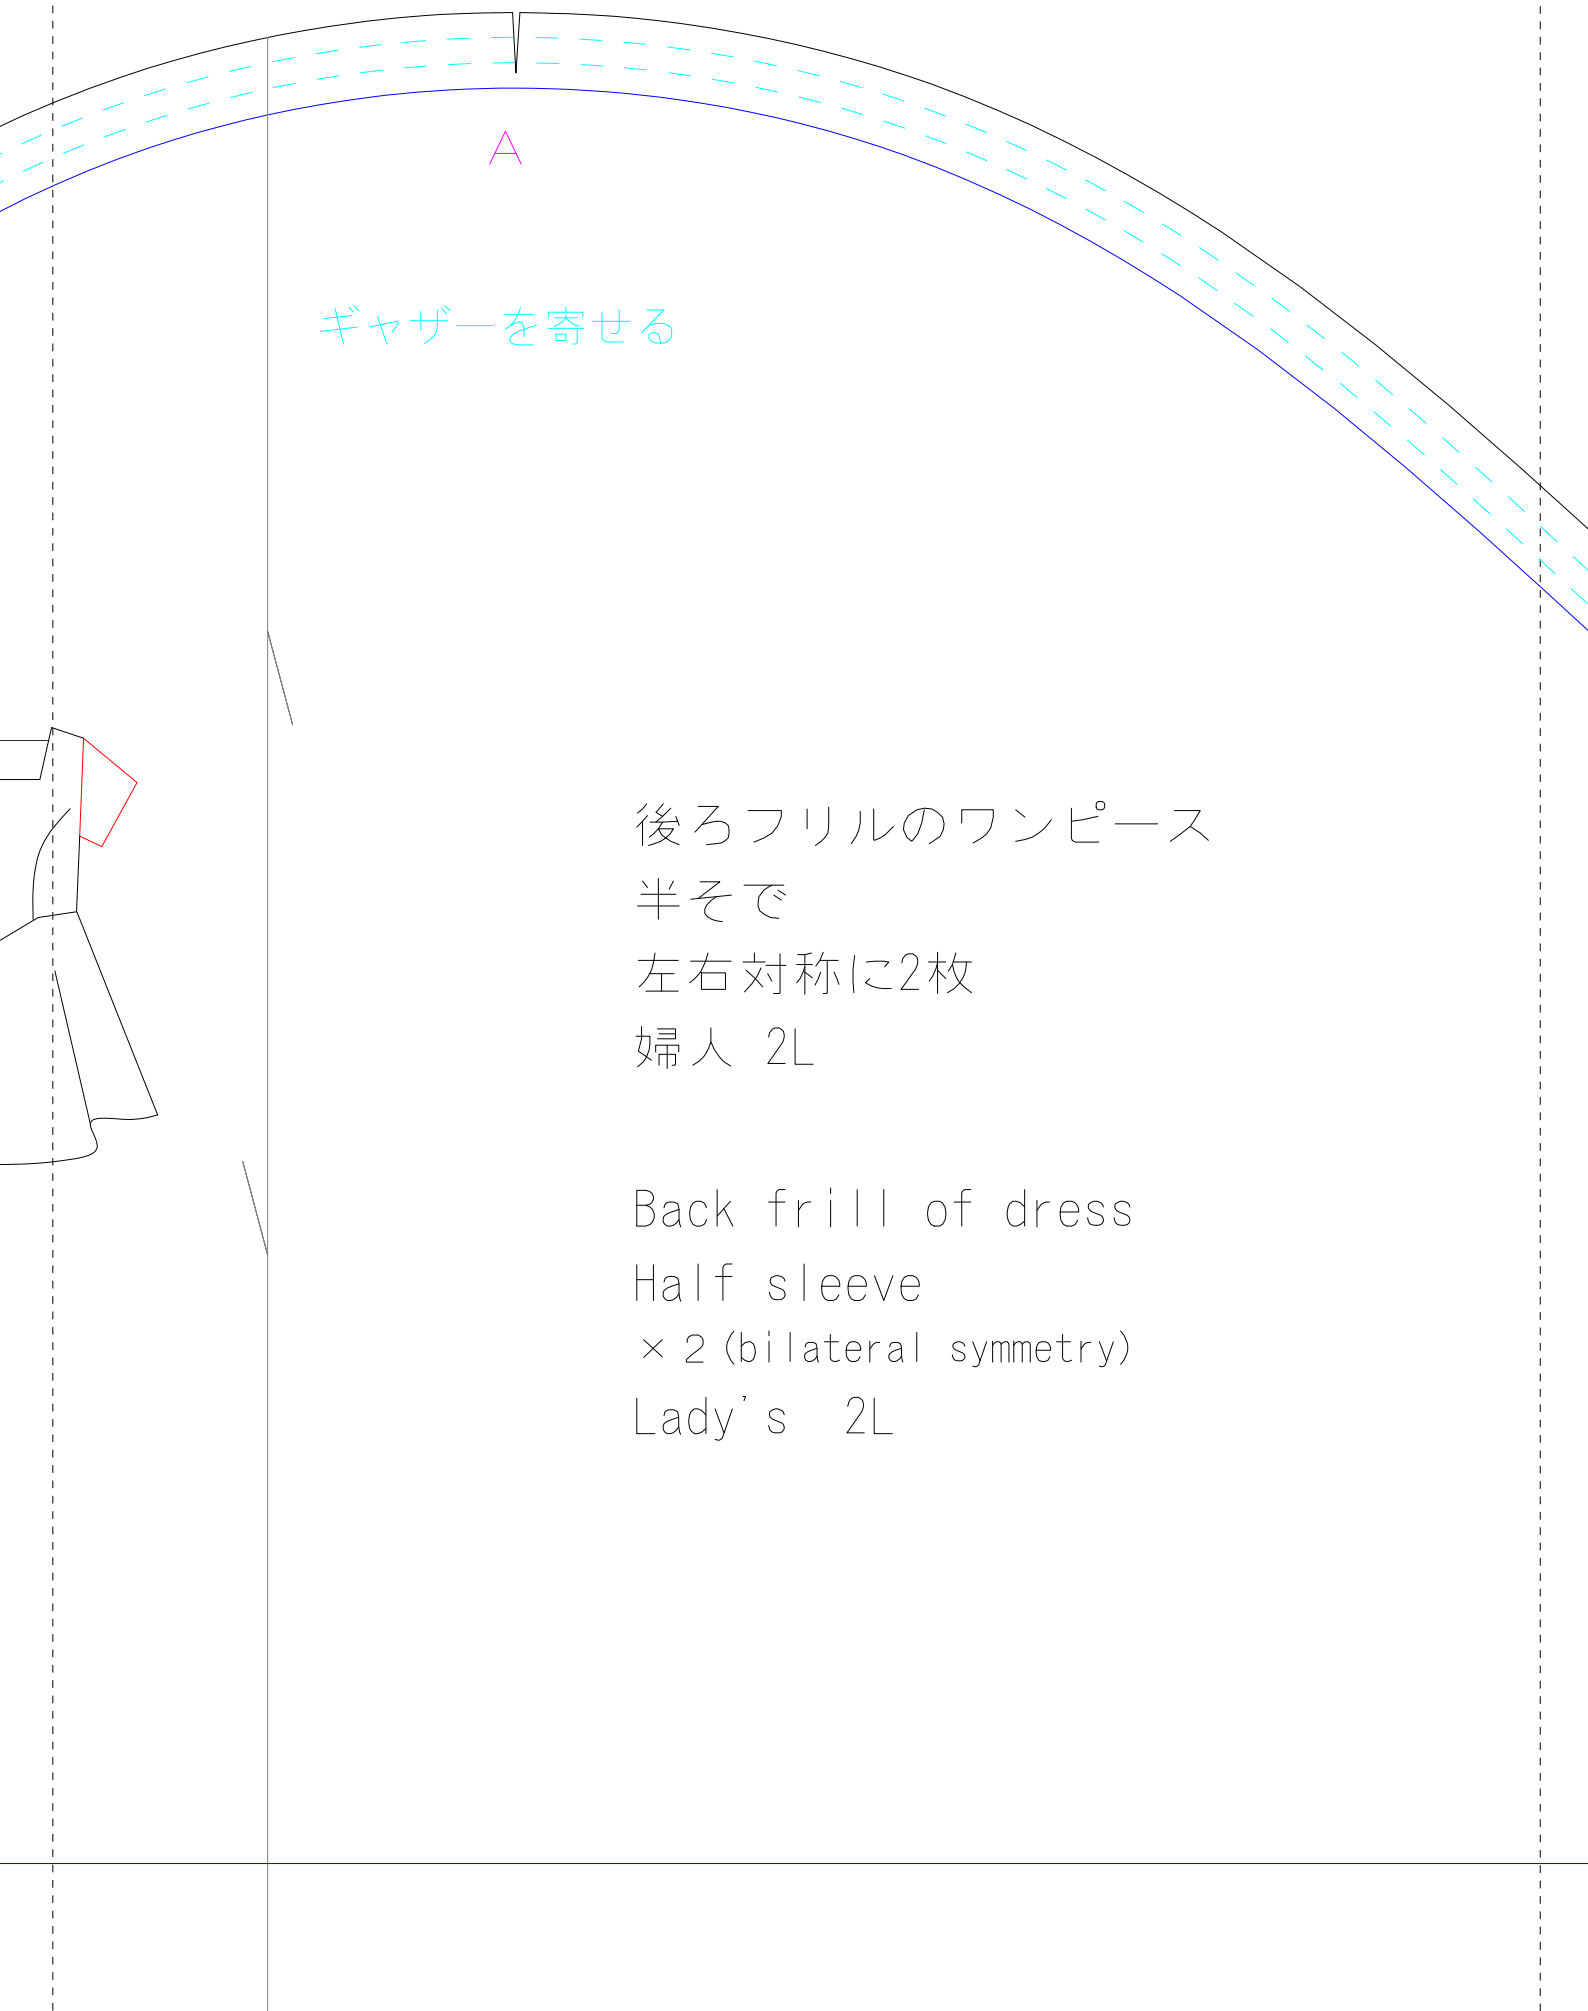 A
ギャザーを寄せる
後ろフリルのワンピース
半そで
左右対称に2枚
婦人 2L
Back frill of dress
Half sleeve
×２(bilateral symmetry)
Lady's 2L